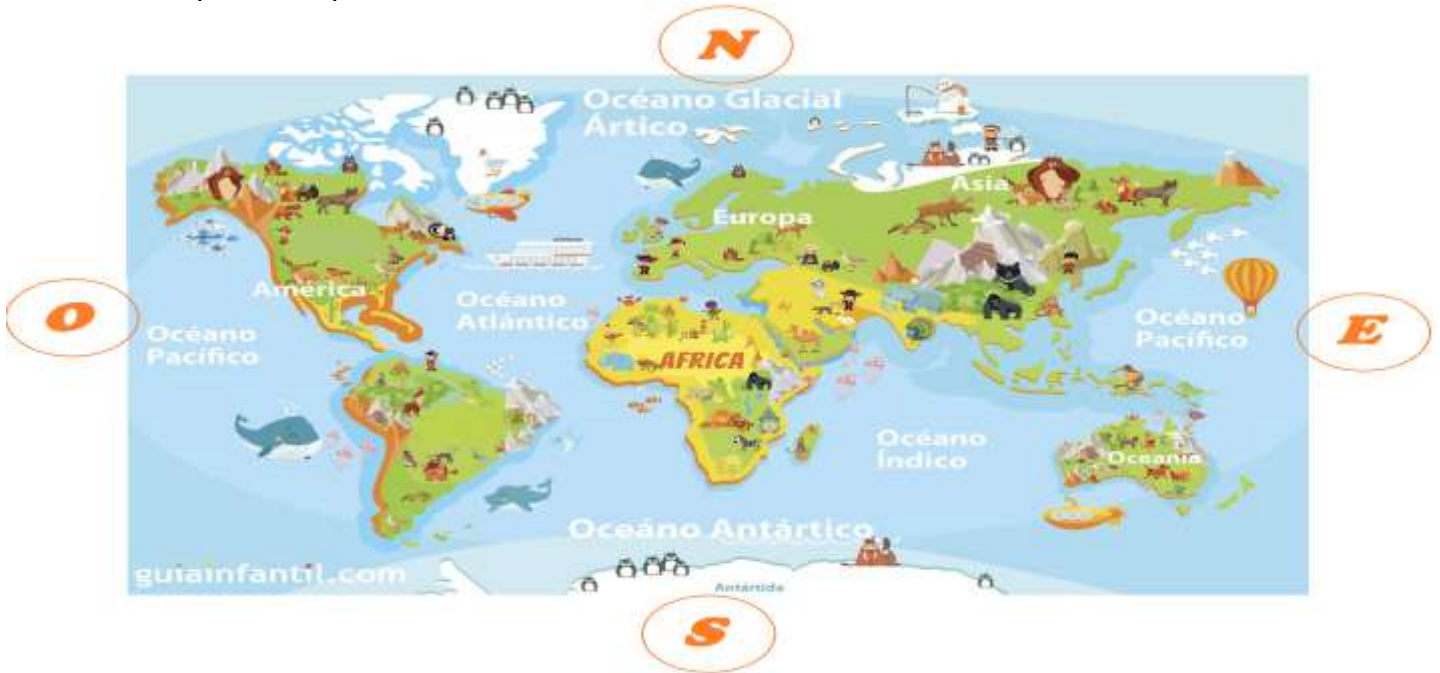 N
Océano Glacial
Ártico
Asia
Europa
América
Océano
Atlántico
O
Océano
Pacífico
AFRICA
Océano
Pacífico
E
Océano
Índico
Oceanía
Oceáno Antártico
guiainfantil.com
Antártida
S